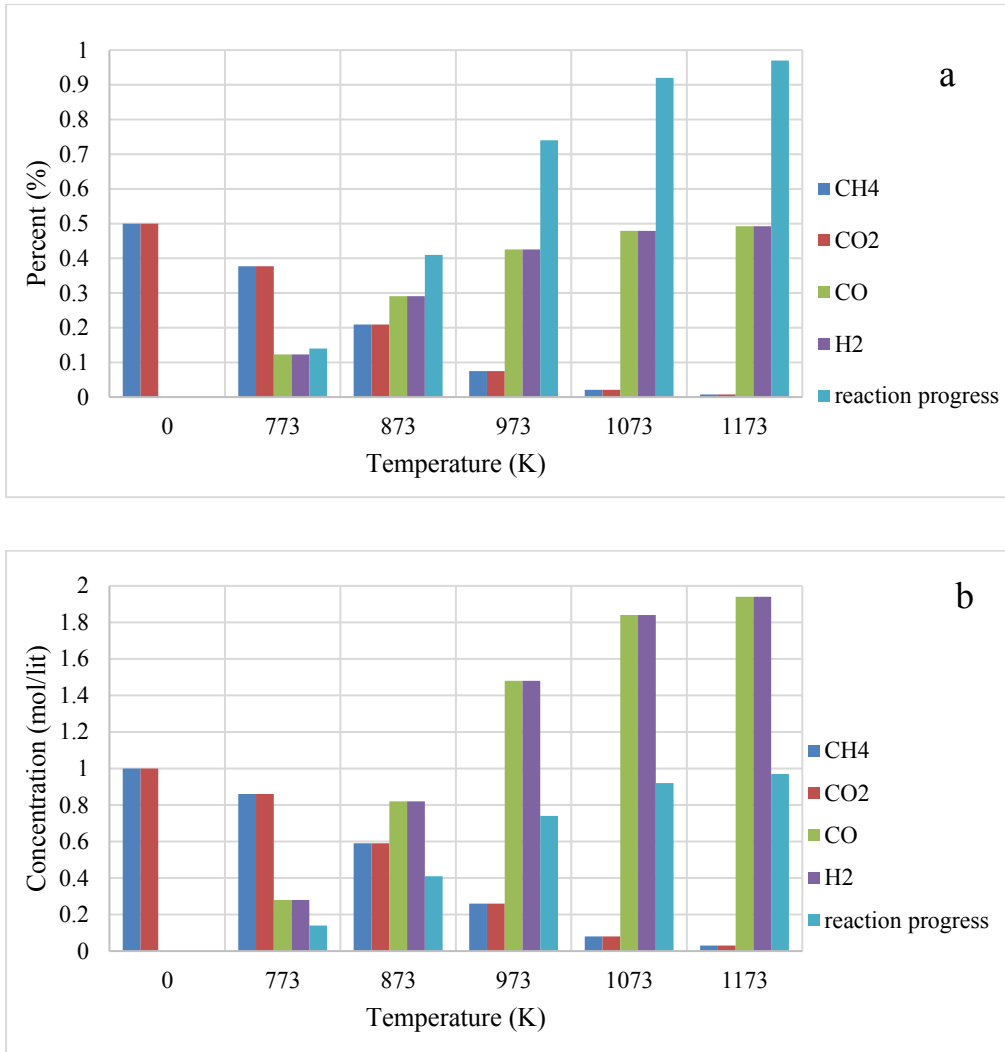 a
1
0.9
0.8
0.7
0.6
0.5
0.4
0.3
0.2
0.1
0
Percent (%)
0 773 873 973 1073 1173
Temperature (K)
CH4
CO2
CO
H2
reaction progress
b
2
1.8
1.6
1.4
1.2
1
0.8
0.6
0.4
0.2
0
Concentration (mol/lit)
0 773 873 973 1073 1173
Temperature (K)
CH4
CO2
CO
H2
reaction progress